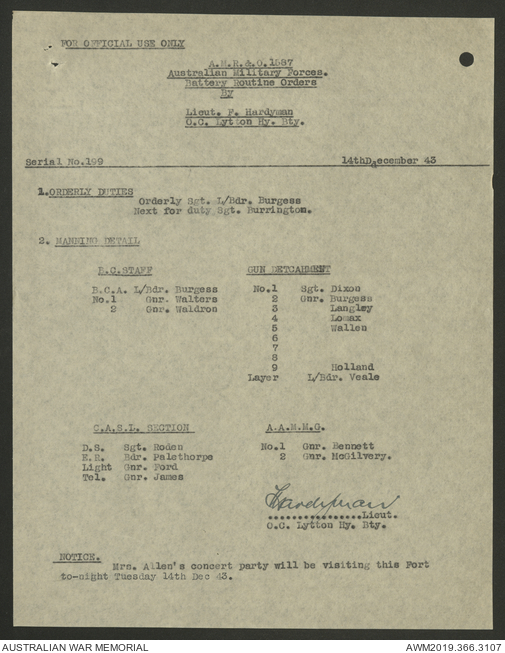 FOR OFFICIAL USE ONLY
A.M.R.&.O.1587
Australian Military Forces.
Battery Routine Orders
By
Lieut. F. Hardyman
O.C. Lytton Hy. Bty.
Serial No.199 14thDecember 43
1.ORDERLY DUTIES
Orderly Sgt. L/Bdr. Burgess
Next for duty Sgt. Burrington.
2. MANNING DETAIL
B.C.STAFF GUN DETCAHMENT
B.C.A. L/Bdr. Burgess No.1 Sgt. Dixon
No.1 Gnr. Walters 2 Gnr. Burgess
2 Gnr. Waldron 3 Langley
4 Lomax
5 Wallen
6
7
8
9 Holland
Layer L/Bdr. Veale
C.A.S.L. SECTION A.A.M.M.G.
D.S. Sgt. Roden No.1 Gnr. Bennett
E.R. Bdr. Palethorpe 2 Gnr. McGilvery.
Light Gnr. Ford
Tel. Gnr. James
Hardyman
...............Lieut.
O.C. Lytton Hy. Bty.
NOTICE.
Mrs. Allen's concert party will be visiting this Fort
to-night Tuesday 14th Dec 43.
AUSTRALIAN WAR MEMORIAL AWM2019.366.3107